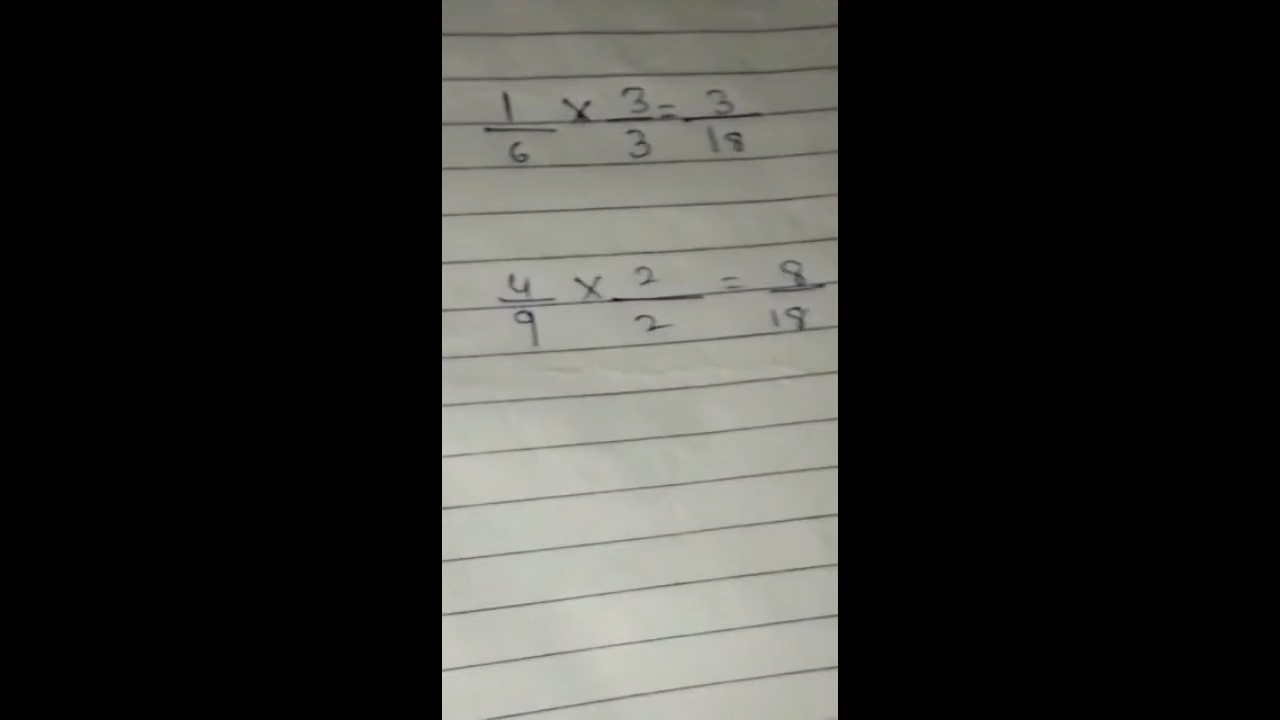 1/6 × 3/3 = 3/18
4/9 × 2/2 = 8/18